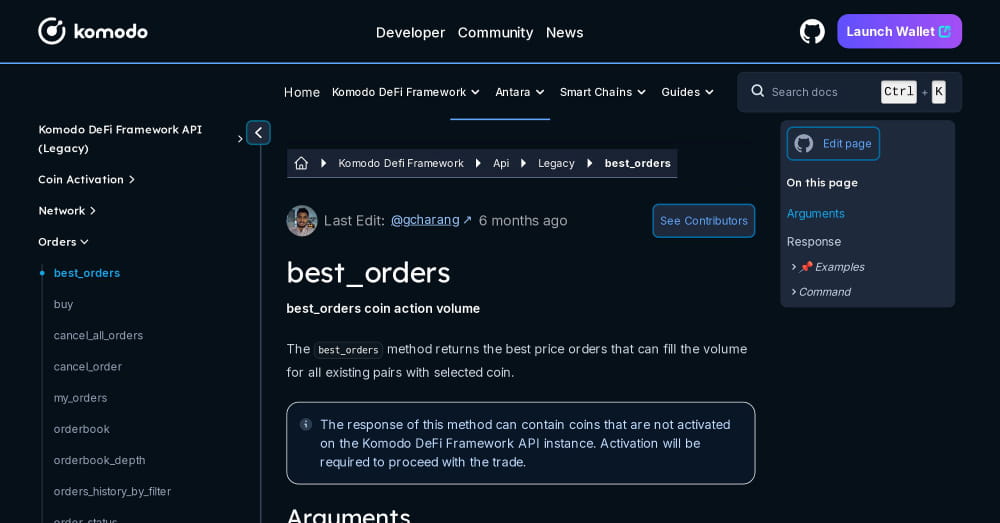 komodo
Developer Community News
Launch Wallet
Home Komodo DeFi Framework Antara Smart Chains Guides
Search docs Ctrl + K
Komodo DeFi Framework API
(Legacy)
Coin Activation
Network
Orders
best_orders
buy
cancel_all_orders
cancel_order
my_orders
orderbook
orderbook_depth
orders_history_by_filter
order_status
Komodo Defi Framework Api Legacy best_orders
Last Edit: @gcharang ↗ 6 months ago
See Contributors
best_orders
best_orders coin action volume
The best_orders method returns the best price orders that can fill the volume
for all existing pairs with selected coin.
The response of this method can contain coins that are not activated
on the Komodo DeFi Framework API instance. Activation will be
required to proceed with the trade.
Arguments
Edit page
On this page
Arguments
Response
📌 Examples
Command